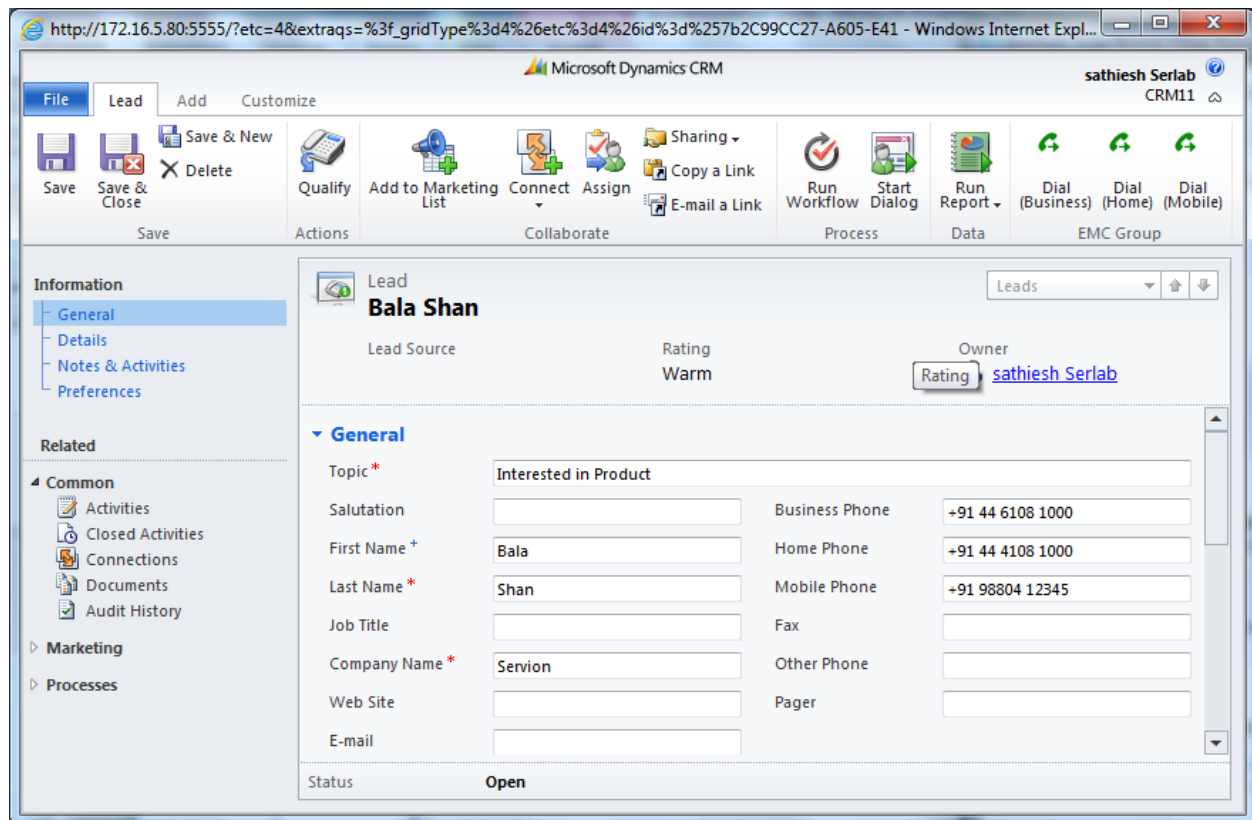 http://172.16.5.80:5555/?etc=4&extraqs=%3f_gridType%3d4%26etc%3d4%26id%3d%257b2C99CC27-A605-E41 - Windows Internet Expl...
Microsoft Dynamics CRM
sathiesh Serlab
CRM11
File Lead Add Customize
Save
Save & Close
Save & New
Delete
Save
Qualify
Actions
Add to Marketing List
Connect
Assign
Sharing
Copy a Link
E-mail a Link
Collaborate
Run Workflow
Start Dialog
Process
Run Report
Data
Dial (Business)
Dial (Home)
Dial (Mobile)
EMC Group
Information
General
Details
Notes & Activities
Preferences
Related
Common
Activities
Closed Activities
Connections
Documents
Audit History
Marketing
Processes
Lead
Bala Shan
Leads
Lead Source Rating Owner
Warm Rating sathiesh Serlab
General
Topic* Interested in Product
Salutation Business Phone +91 44 6108 1000
First Name+ Bala Home Phone +91 44 4108 1000
Last Name* Shan Mobile Phone +91 98804 12345
Job Title Fax
Company Name* Servion Other Phone
Web Site Pager
E-mail
Status Open